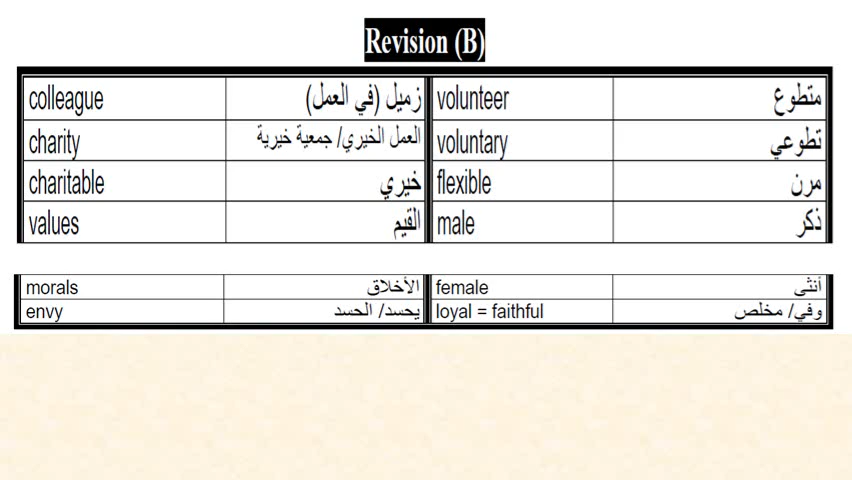 Revision (B)
colleague زميل (في العمل) volunteer متطوع
charity العمل الخيري/ جمعية خيرية voluntary تطوعي
charitable خيري flexible مرن
values القيم male ذكر
morals الأخلاق female أنثى
envy يحسد/ الحسد loyal = faithful وفي/ مخلص